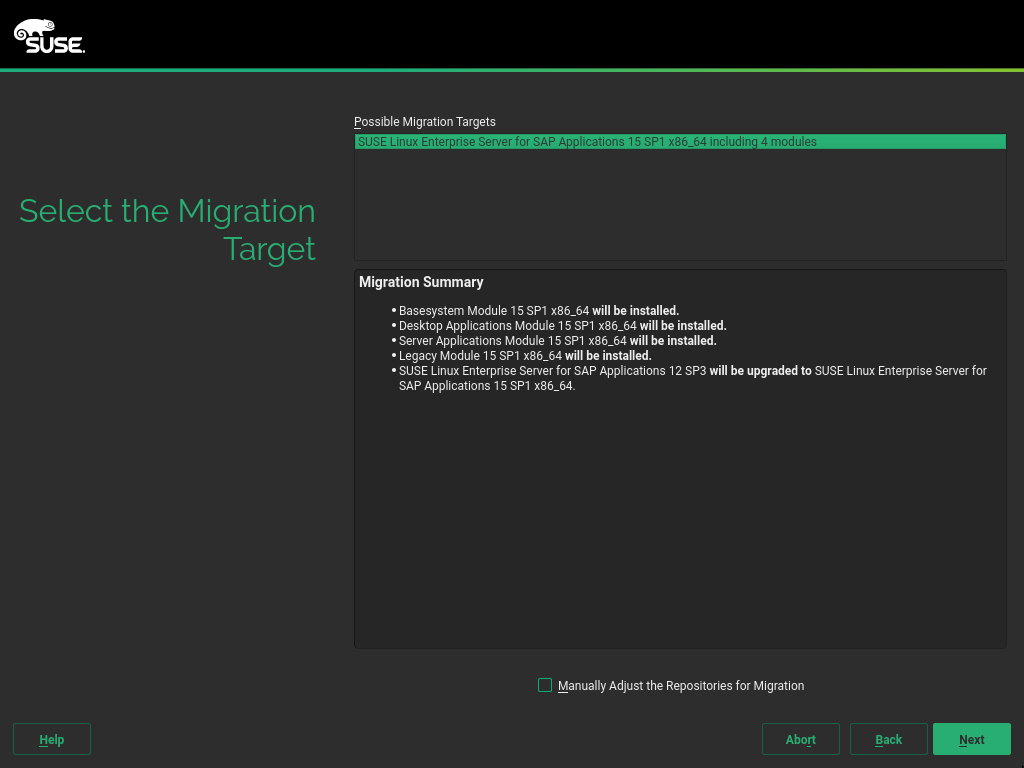 SUSE.
Possible Migration Targets
SUSE Linux Enterprise Server for SAP Applications 15 SP1 x86_64 including 4 modules
Select the Migration
Target
Migration Summary
• Basesystem Module 15 SP1 x86_64 will be installed.
• Desktop Applications Module 15 SP1 x86_64 will be installed.
• Server Applications Module 15 SP1 x86_64 will be installed.
• Legacy Module 15 SP1 x86_64 will be installed.
• SUSE Linux Enterprise Server for SAP Applications 12 SP3 will be upgraded to SUSE Linux Enterprise Server for
SAP Applications 15 SP1 x86_64.
Manually Adjust the Repositories for Migration
Help
Abort
Back
Next